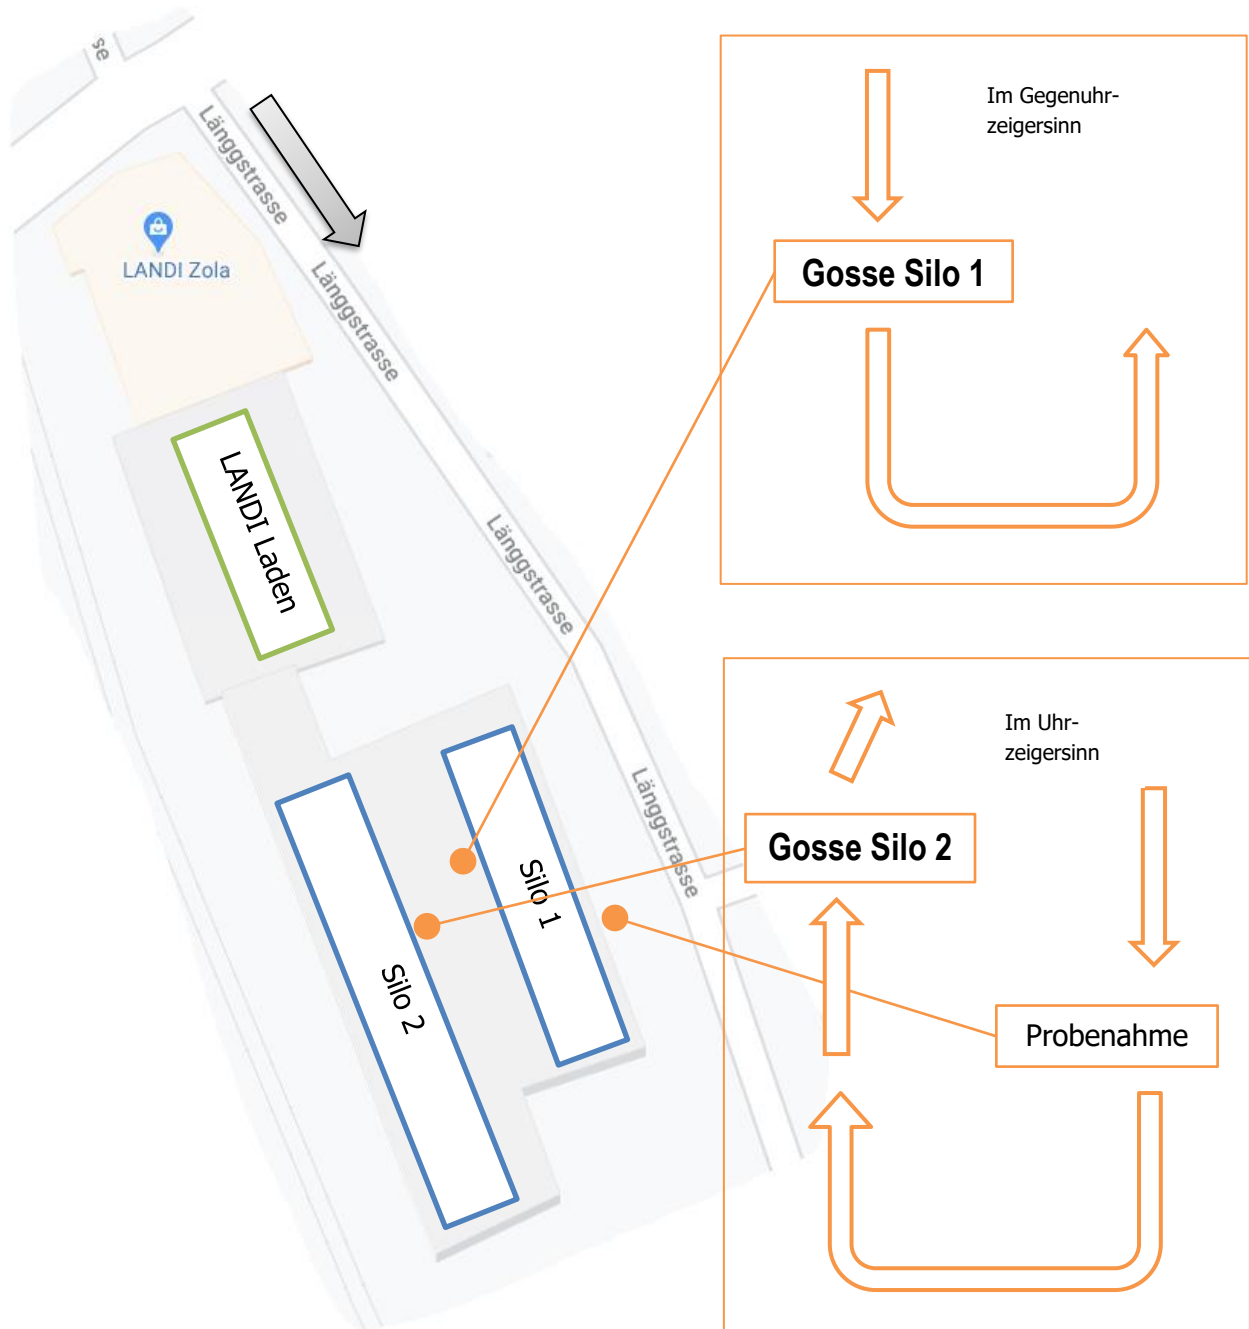 se
Länggstrasse
LANDI Zola
Länggstrasse
LANDI Laden
Länggstrasse
Länggstrasse
Silo 1
Silo 2
Im Gegenuhr-
zeigersinn
Gosse Silo 1
Im Uhr-
zeigersinn
Gosse Silo 2
Probenahme